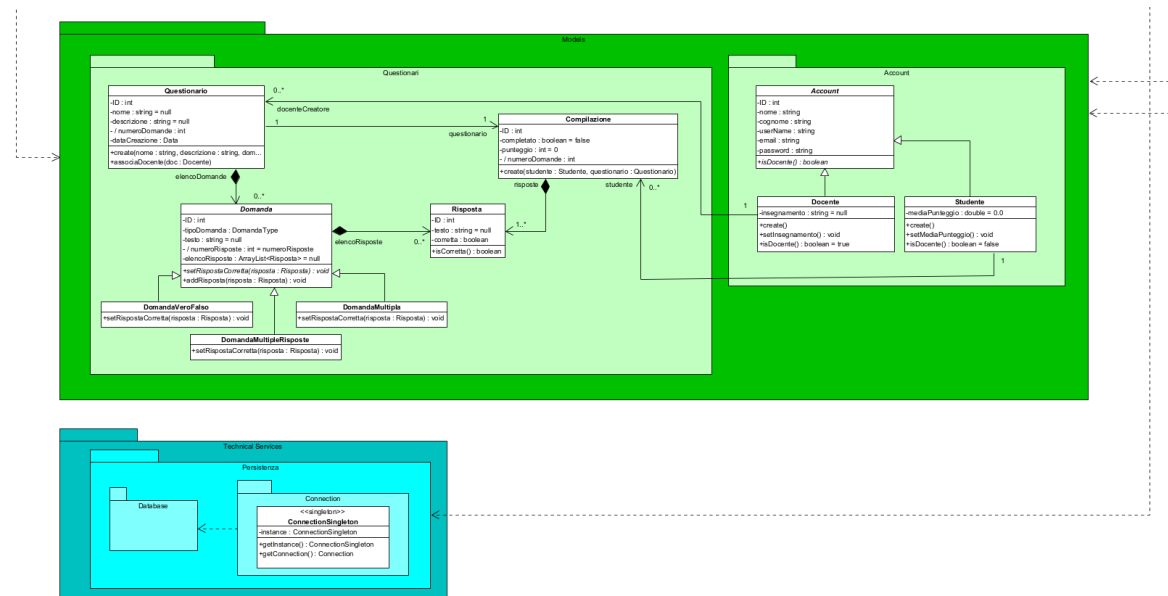 Models
Questionari
Questionario
-ID : int
-nome : string = null
-descrizione : string = null
- / numeroDomande : int
-dataCreazione : Data
+create(nome : string, descrizione : string, dom...
+associaDocente(doc : Docente)
0..*
docenteCreatore
1
1
questionario
Compilazione
-ID : int
-completato : boolean = false
-punteggio : int = 0
- / numeroDomande : int
+create(studente : Studente, questionario : Questionario)
elencoDomande
0..*
risposte
1..*
studente
0..*
Domanda
-ID : int
-tipoDomanda : DomandaType
-testo : string = null
- / numeroRisposte : int = numeroRisposte
-elencoRisposte : ArrayList<Risposta> = null
+setRispostaCorretta(risposta : Risposta) : void
+addRisposta(risposta : Risposta) : void
elencoRisposte
0..*
Risposta
-ID : int
-testo : string = null
-corretta : boolean
+isCorretta() : boolean
DomandaVeroFalso
+setRispostaCorretta(risposta : Risposta) : void
DomandaMultipla
+setRispostaCorretta(risposta : Risposta) : void
DomandaMultipleRisposte
+setRispostaCorretta(risposta : Risposta) : void
Account
Account
-ID : int
-nome : string
-cognome : string
-userName : string
-email : string
-password : string
+isDocente() : boolean
1
Docente
-insegnamento : string = null
+create()
+setInsegnamento() : void
+isDocente() : boolean = true
Studente
-mediaPunteggio : double = 0.0
+create()
+setMediaPunteggio() : void
+isDocente() : boolean = false
1
Technical Services
Persistenza
Database
Connection
<<singleton>>
ConnectionSingleton
-instance : ConnectionSingleton
+getInstance() : ConnectionSingleton
+getConnection() : Connection